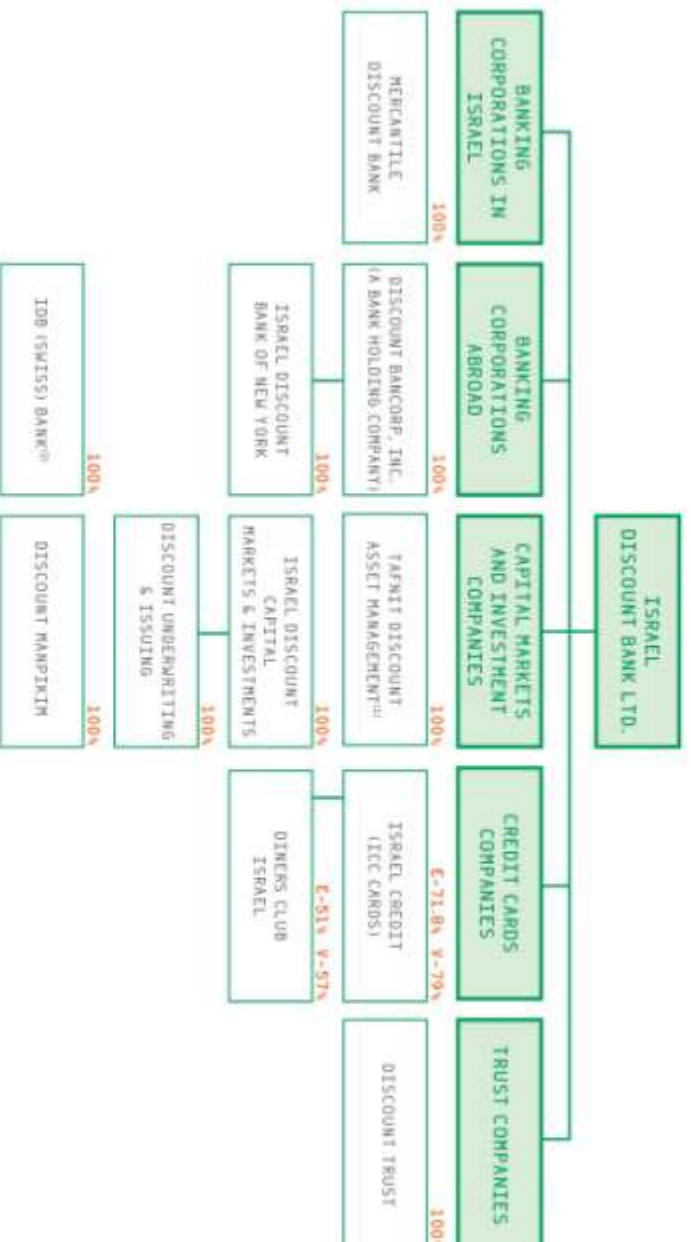 ISRAEL
DISCOUNT BANK LTD.
BANKING
CORPORATIONS IN
ISRAEL
100%
MERCANTILE
DISCOUNT BANK
BANKING
CORPORATIONS
ABROAD
100%
DISCOUNT BANCORP, INC.
(A BANK HOLDING COMPANY)
100%
ISRAEL DISCOUNT
BANK OF NEW YORK
100%
IDB (SWISS) BANK(2)
CAPITAL MARKETS
AND INVESTMENT
COMPANIES
100%
TAFNIT DISCOUNT
ASSET MANAGEMENT(1)
100%
ISRAEL DISCOUNT
CAPITAL
MARKETS & INVESTMENTS
100%
DISCOUNT UNDERWRITING
& ISSUING
100%
DISCOUNT MANPIKIM
CREDIT CARDS
COMPANIES
E-71.8% V-79%
ISRAEL CREDIT
(ICC CARDS)
E-51% V-57%
DINERS CLUB
ISRAEL
TRUST COMPANIES
100%
DISCOUNT TRUST